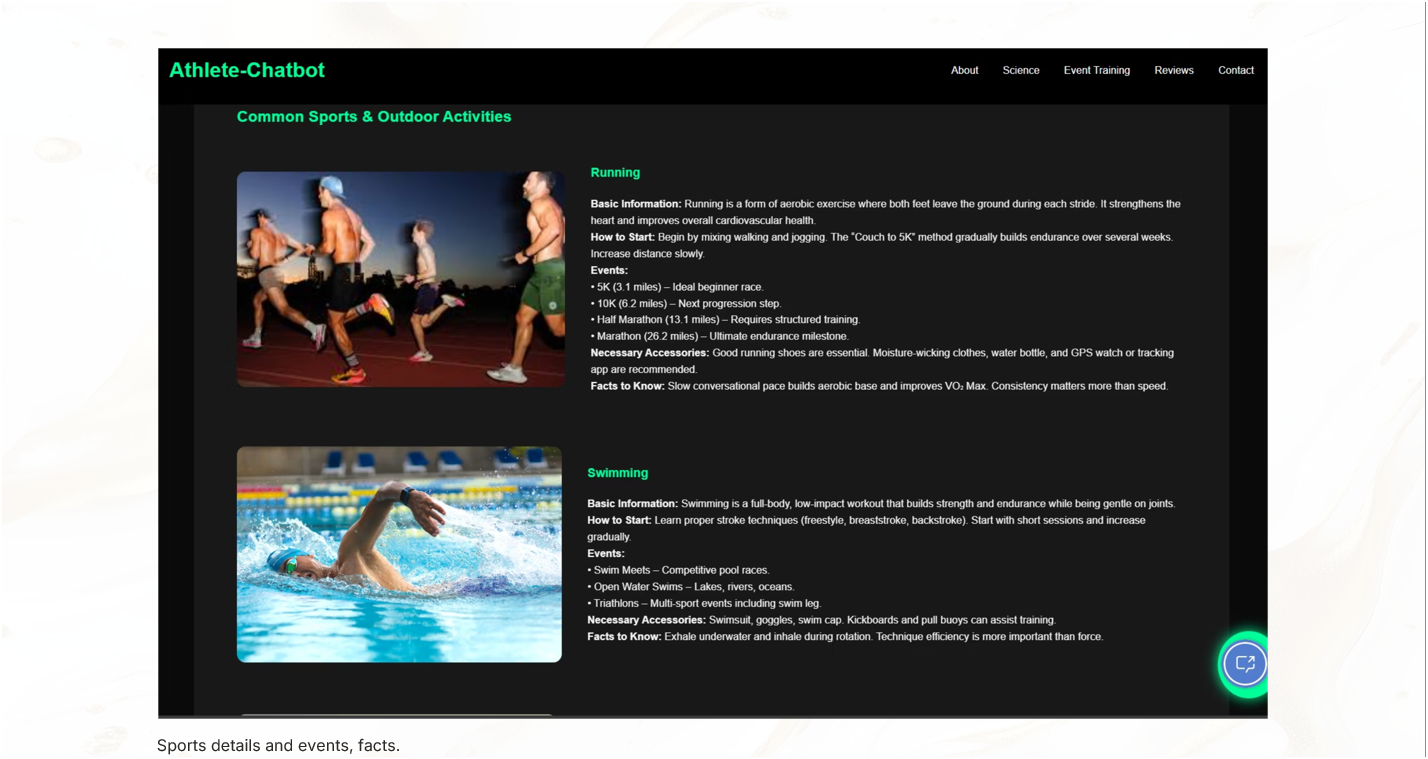 Athlete-Chatbot
About Science Event Training Reviews Contact
Common Sports & Outdoor Activities
Running
Basic Information: Running is a form of aerobic exercise where both feet leave the ground during each stride. It strengthens the
heart and improves overall cardiovascular health.
How to Start: Begin by mixing walking and jogging. The "Couch to 5K" method gradually builds endurance over several weeks.
Increase distance slowly.
Events:
• 5K (3.1 miles) – Ideal beginner race.
• 10K (6.2 miles) – Next progression step.
• Half Marathon (13.1 miles) – Requires structured training.
• Marathon (26.2 miles) – Ultimate endurance milestone.
Necessary Accessories: Good running shoes are essential. Moisture-wicking clothes, water bottle, and GPS watch or tracking
app are recommended.
Facts to Know: Slow conversational pace builds aerobic base and improves VO₂ Max. Consistency matters more than speed.
Swimming
Basic Information: Swimming is a full-body, low-impact workout that builds strength and endurance while being gentle on joints.
How to Start: Learn proper stroke techniques (freestyle, breaststroke, backstroke). Start with short sessions and increase
gradually.
Events:
• Swim Meets – Competitive pool races.
• Open Water Swims – Lakes, rivers, oceans.
• Triathlons – Multi-sport events including swim leg.
Necessary Accessories: Swimsuit, goggles, swim cap. Kickboards and pull buoys can assist training.
Facts to Know: Exhale underwater and inhale during rotation. Technique efficiency is more important than force.
Sports details and events, facts.